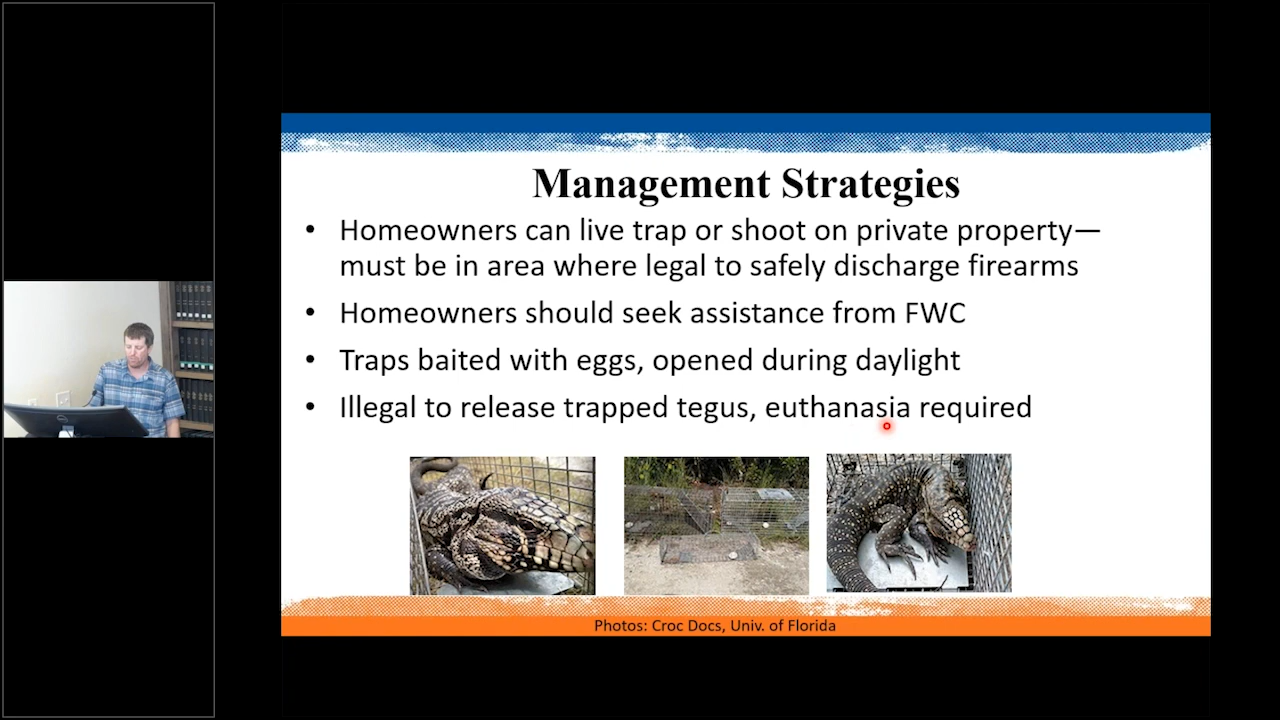 Management Strategies
• Homeowners can live trap or shoot on private property—
must be in area where legal to safely discharge firearms
• Homeowners should seek assistance from FWC
• Traps baited with eggs, opened during daylight
• Illegal to release trapped tegus, euthanasia required
Photos: Croc Docs, Univ. of Florida